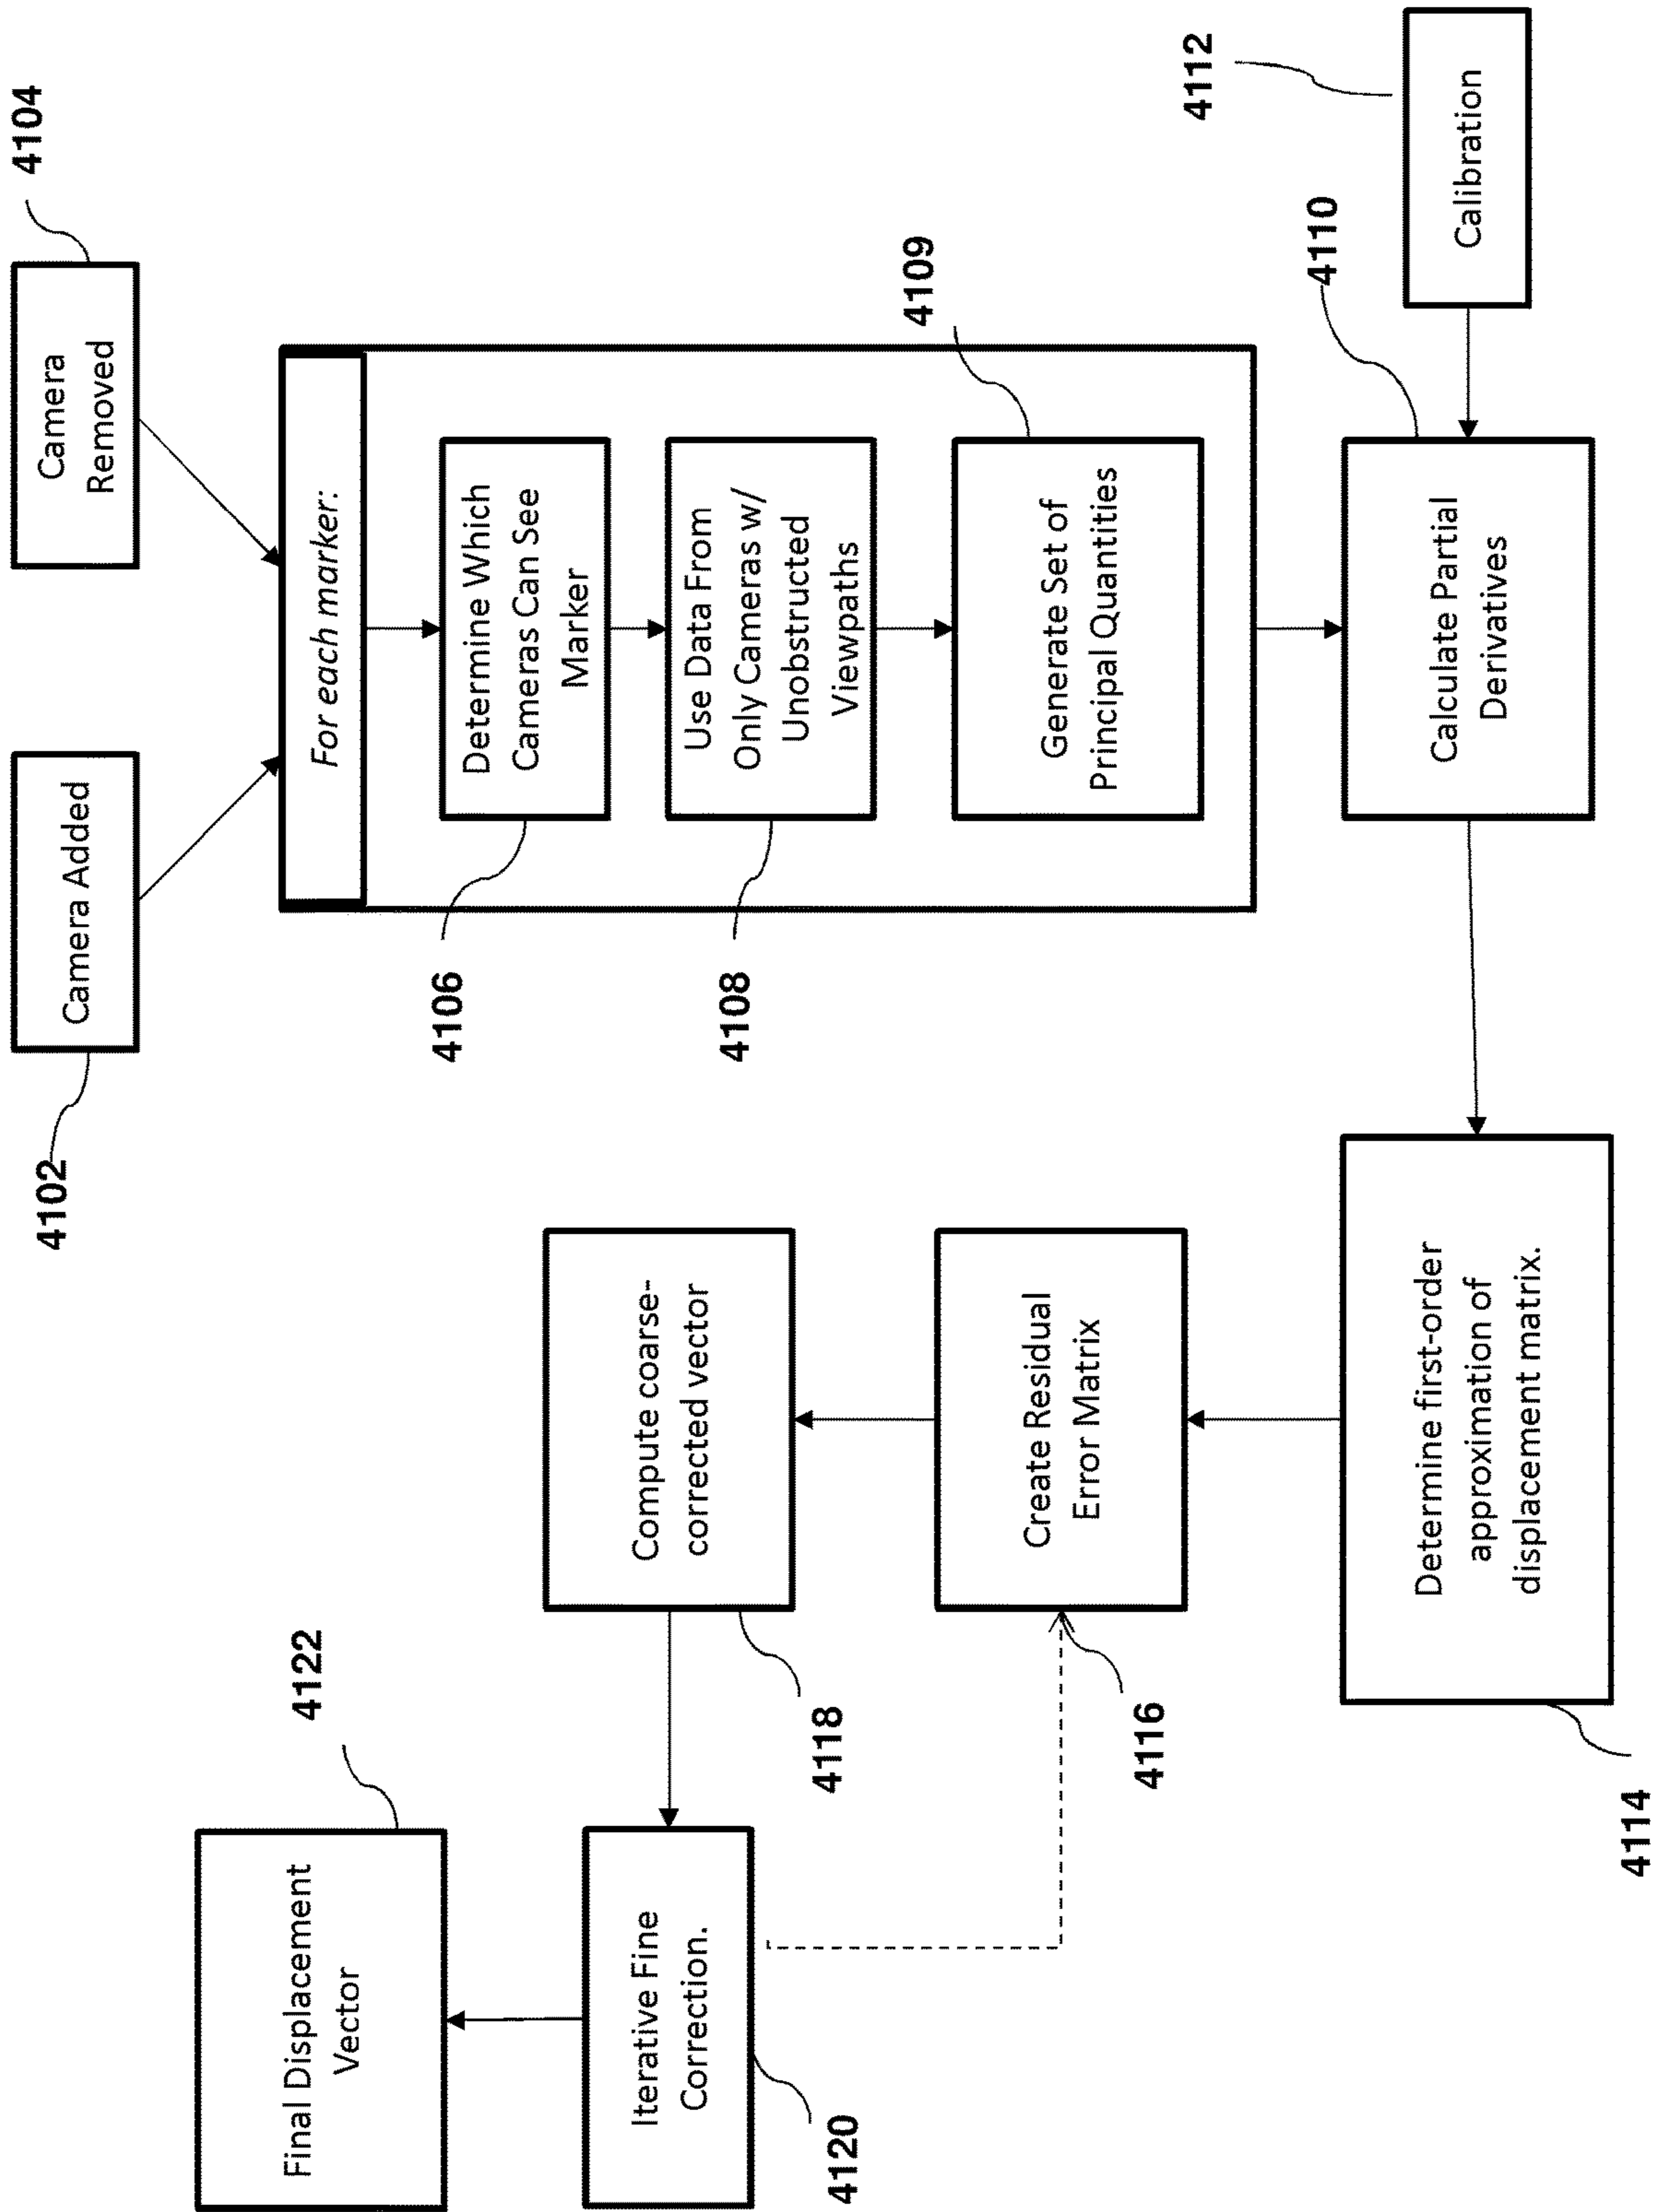 4102
Camera Added
Camera
Removed
4104
For each marker:
4106
Determine Which
Cameras Can See
Marker
4108
Use Data From
Only Cameras w/
Unobstructed
Viewpaths
4109
Generate Set of
Principal Quantities
4110
Calculate Partial
Derivatives
4112
Calibration
4114
Determine first-order
approximation of
displacement matrix.
4116
Create Residual
Error Matrix
4118
Compute coarse-
corrected vector
4120
Iterative Fine
Correction.
4122
Final Displacement
Vector